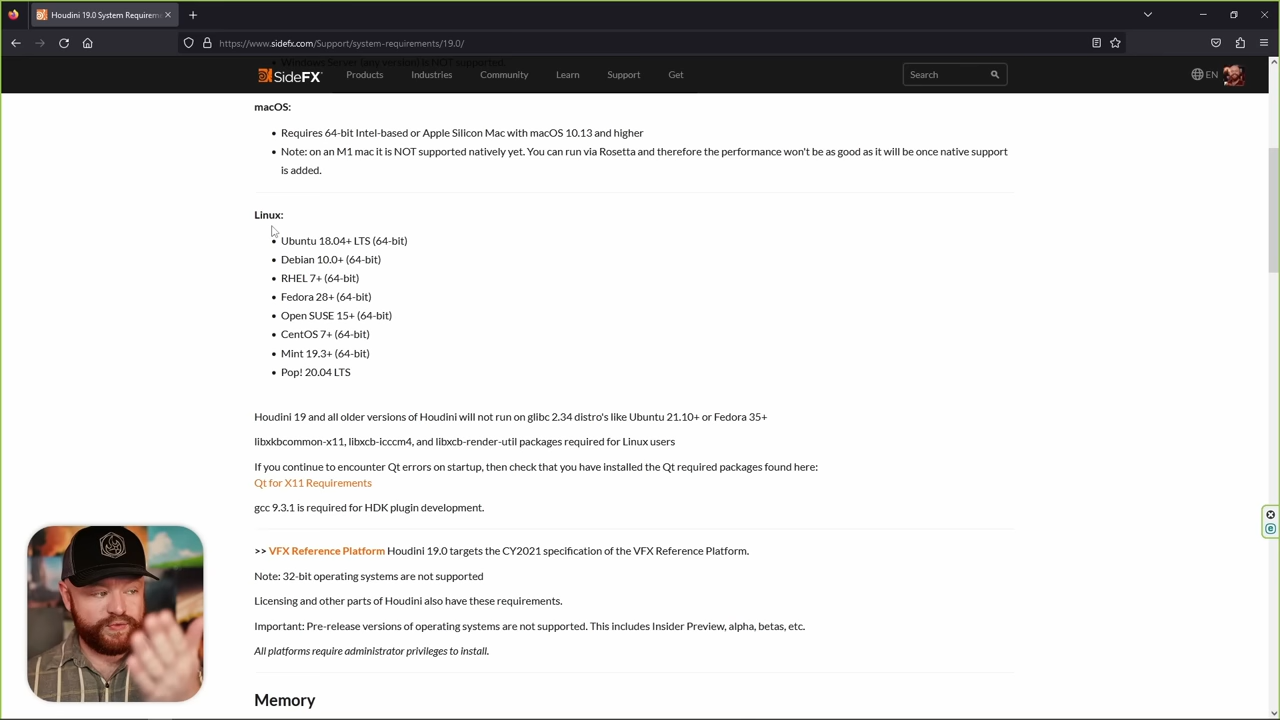 Houdini 19.0 System Requirem
https://www.sidefx.com/Support/system-requirements/19.0/
Windows Server (any version) is NOT supported.
SideFX Products Industries Community Learn Support Get Search EN
macOS:
• Requires 64-bit Intel-based or Apple Silicon Mac with macOS 10.13 and higher
• Note: on an M1 mac it is NOT supported natively yet. You can run via Rosetta and therefore the performance won't be as good as it will be once native support
is added.
Linux:
• Ubuntu 18.04+ LTS (64-bit)
• Debian 10.0+ (64-bit)
• RHEL 7+ (64-bit)
• Fedora 28+ (64-bit)
• Open SUSE 15+ (64-bit)
• CentOS 7+ (64-bit)
• Mint 19.3+ (64-bit)
• Pop! 20.04 LTS
Houdini 19 and all older versions of Houdini will not run on glibc 2.34 distro's like Ubuntu 21.10+ or Fedora 35+
libxkbcommon-x11, libxcb-icccm4, and libxcb-render-util packages required for Linux users
If you continue to encounter Qt errors on startup, then check that you have installed the Qt required packages found here:
Qt for X11 Requirements
gcc 9.3.1 is required for HDK plugin development.
>> VFX Reference Platform Houdini 19.0 targets the CY2021 specification of the VFX Reference Platform.
Note: 32-bit operating systems are not supported
Licensing and other parts of Houdini also have these requirements.
Important: Pre-release versions of operating systems are not supported. This includes Insider Preview, alpha, betas, etc.
All platforms require administrator privileges to install.
Memory